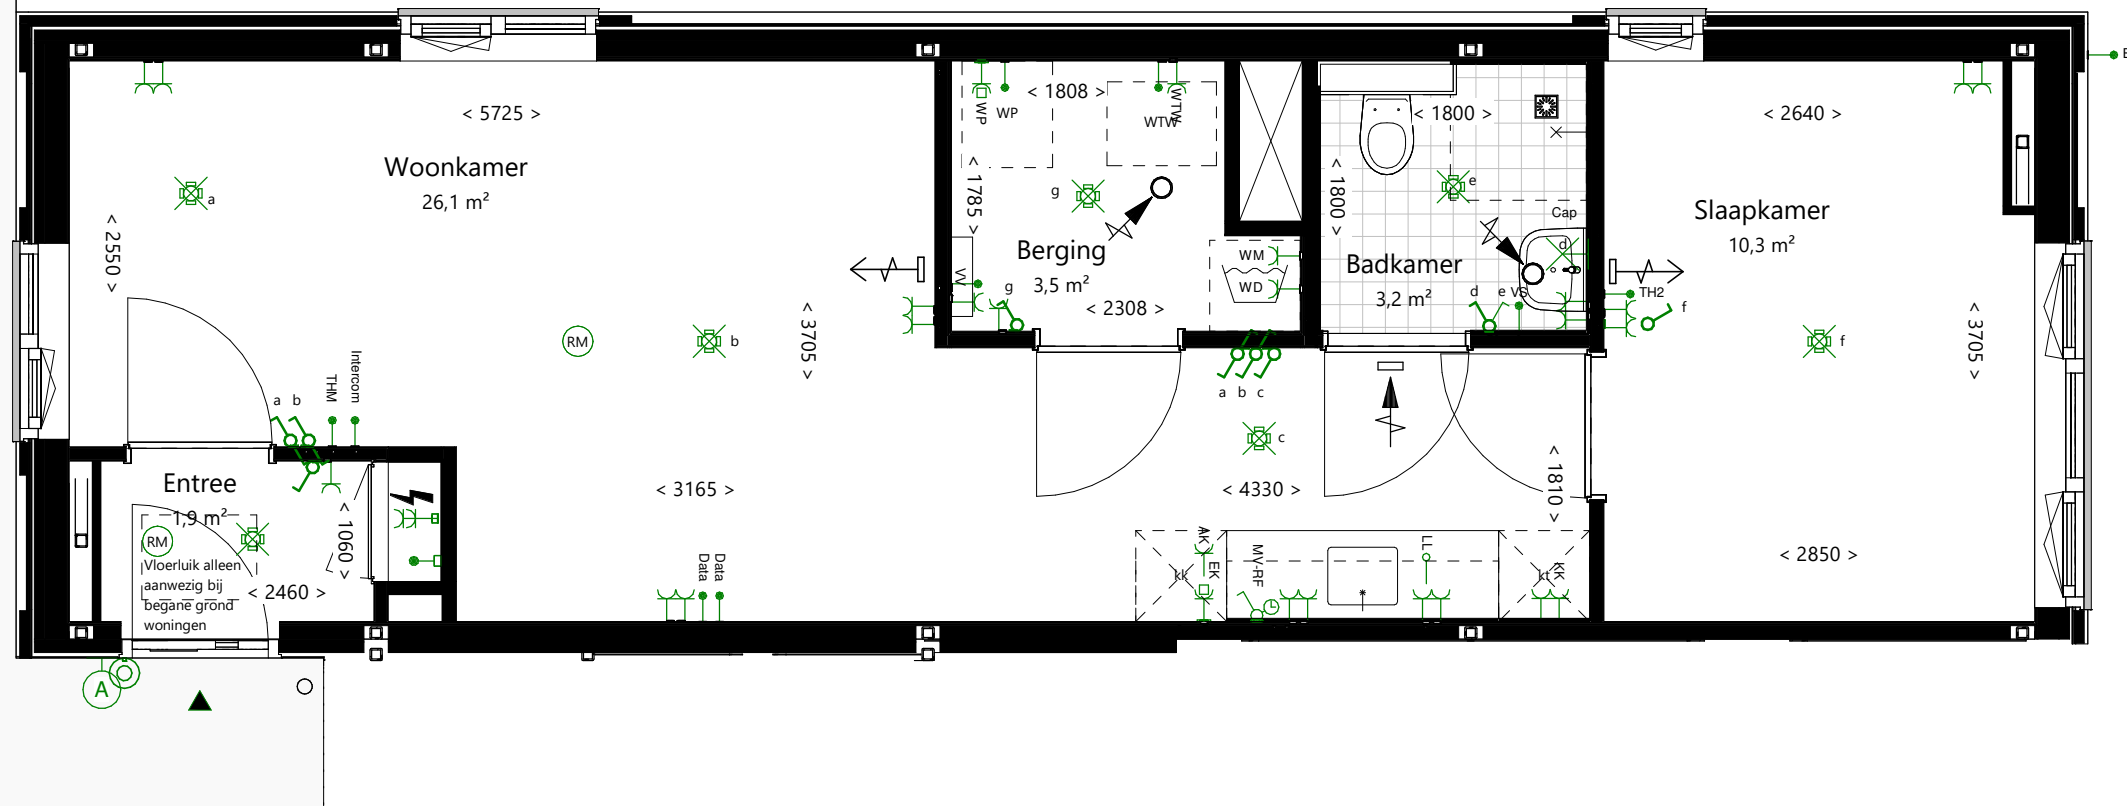 < 5725 >
Woonkamer
26,1 m²
a
< 2550 >
RM
b
< 3705 >
Intercom
THM
a b
Entree
1,9 m²
RM
Vloerluik alleen
aanwezig bij
begane grond
woningen
< 1060 >
< 2460 >
A
< 3165 >
Data
Data
WP
WP
< 1808 >
WTW
WTW
< 1785 >
g
Berging
3,5 m²
VV
g
< 2308 >
WM
WD
a b c
c
< 4330 >
< 1810 >
AK
EK
kk
MV-RF
LL
kt
KK
< 1800 >
< 1800 >
e
Cap
d
Badkamer
3,2 m²
d e VS
TH2
f
< 2640 >
Slaapkamer
10,3 m²
f
< 3705 >
< 2850 >